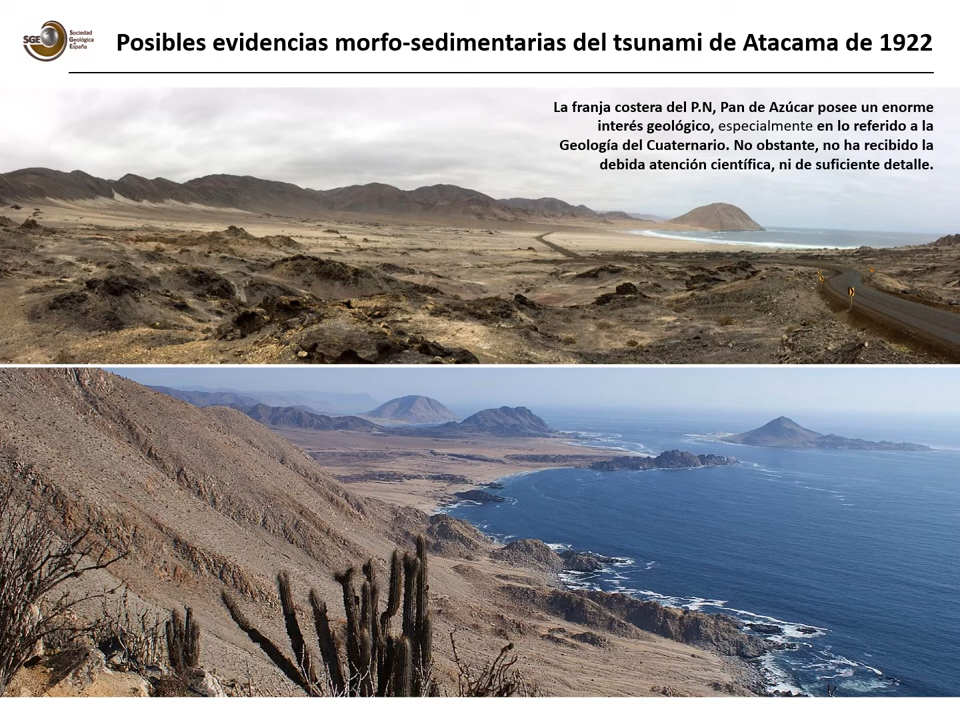 SGE
Sociedad
Geológica
España
Posibles evidencias morfo-sedimentarias del tsunami de Atacama de 1922
La franja costera del P.N, Pan de Azúcar posee un enorme
interés geológico, especialmente en lo referido a la
Geología del Cuaternario. No obstante, no ha recibido la
debida atención científica, ni de suficiente detalle.